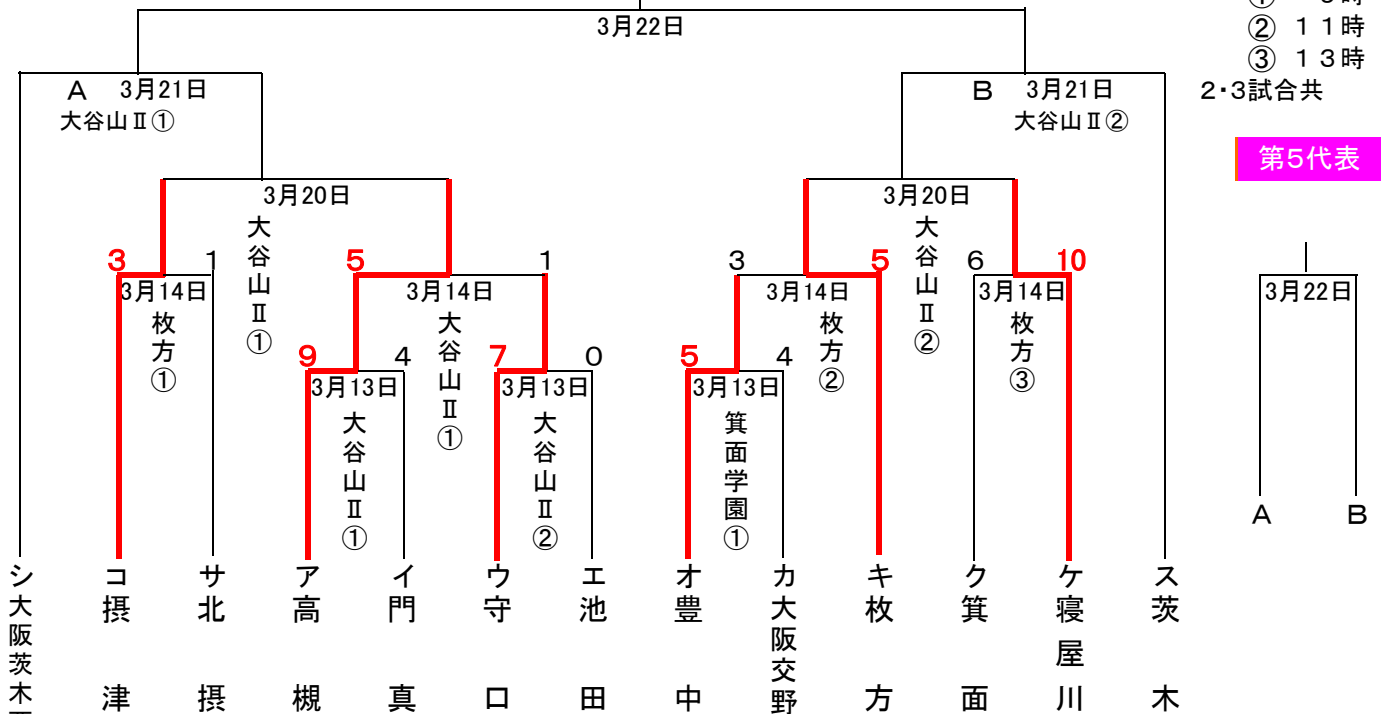 3月22日
② １１時
③ １３時
2・3試合共
A 3月21日
大谷山Ⅱ①
B 3月21日
大谷山Ⅱ②
第5代表
3月20日
大谷山Ⅱ①
3月20日
大谷山Ⅱ②
3 1
3月14日
枚方①
5 1
3月14日
大谷山Ⅱ①
3 5
3月14日
枚方②
6 10
3月14日
枚方③
3月22日
A B
9 4
3月13日
大谷山Ⅱ①
7 0
3月13日
大谷山Ⅱ②
5 4
3月13日
箕面学園①
シ大阪茨木
コ摂津
サ北摂
ア高槻
イ門真
ウ守口
エ池田
オ豊中
カ大阪交野
キ枚方
ク箕面
ケ寝屋川
ス茨木